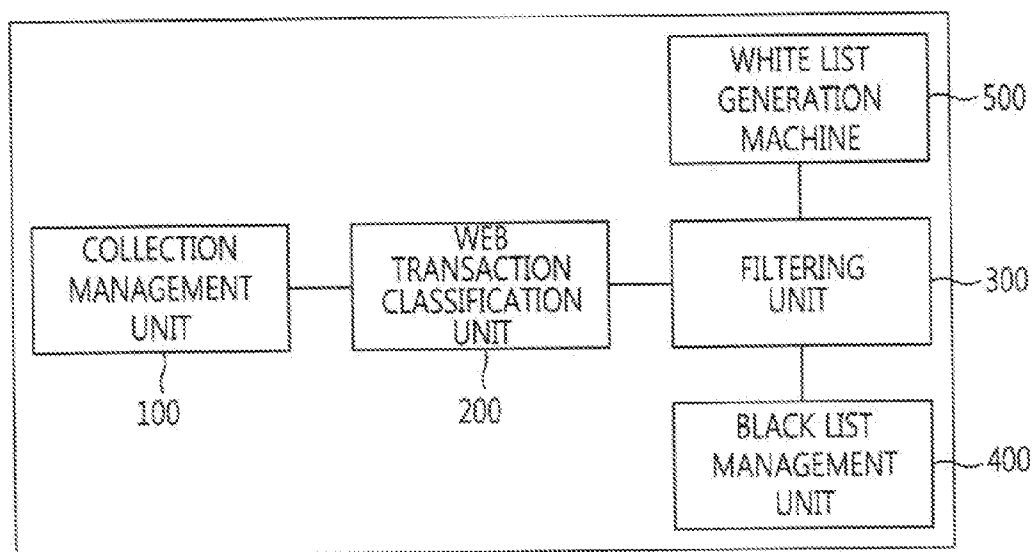 WHITE LIST
GENERATION
MACHINE
500
COLLECTION
MANAGEMENT
UNIT
100
WEB
TRANSACTION
CLASSIFICATION
UNIT
200
FILTERING
UNIT
300
BLACK LIST
MANAGEMENT
UNIT
400